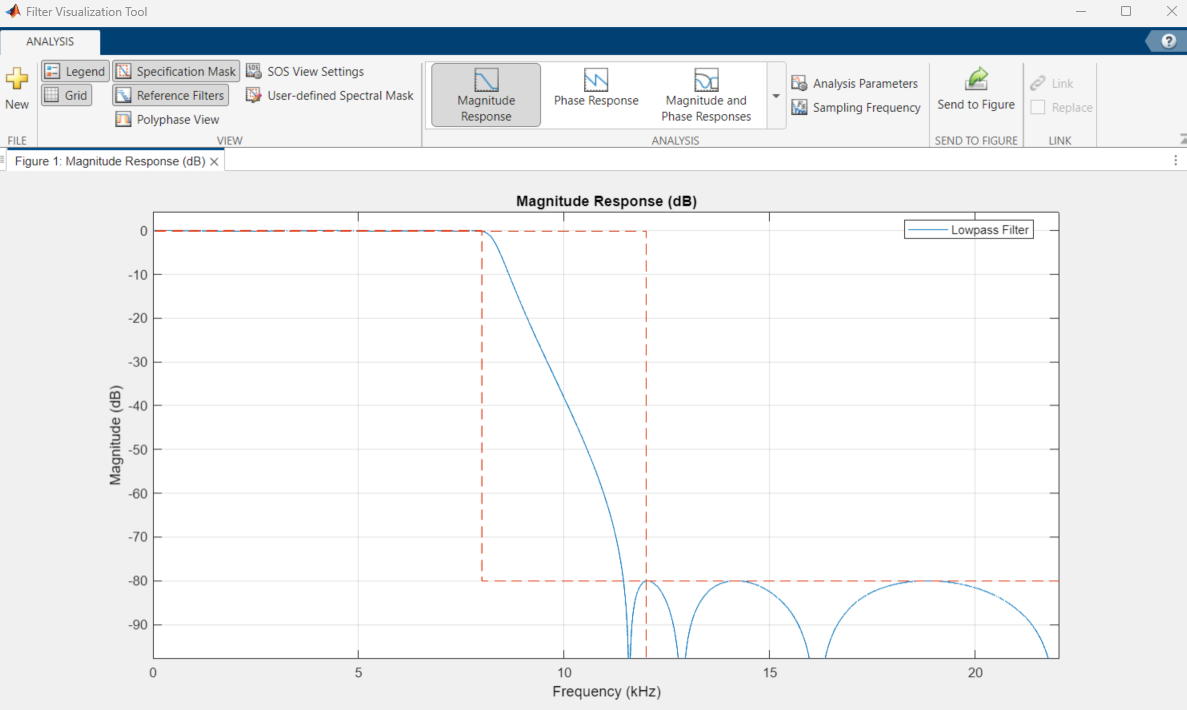 Filter Visualization Tool
ANALYSIS
?
New
Legend
Specification Mask
SOS View Settings
Grid
Reference Filters
User-defined Spectral Mask
Polyphase View
Magnitude
Response
Phase Response
Magnitude and
Phase Responses
Analysis Parameters
Sampling Frequency
Send to Figure
Link
Replace
FILE
VIEW
ANALYSIS
SEND TO FIGURE
LINK
Figure 1: Magnitude Response (dB)
Magnitude Response (dB)
Lowpass Filter
0
-10
-20
-30
-40
-50
-60
-70
-80
-90
Magnitude (dB)
0 5 10 15 20
Frequency (kHz)